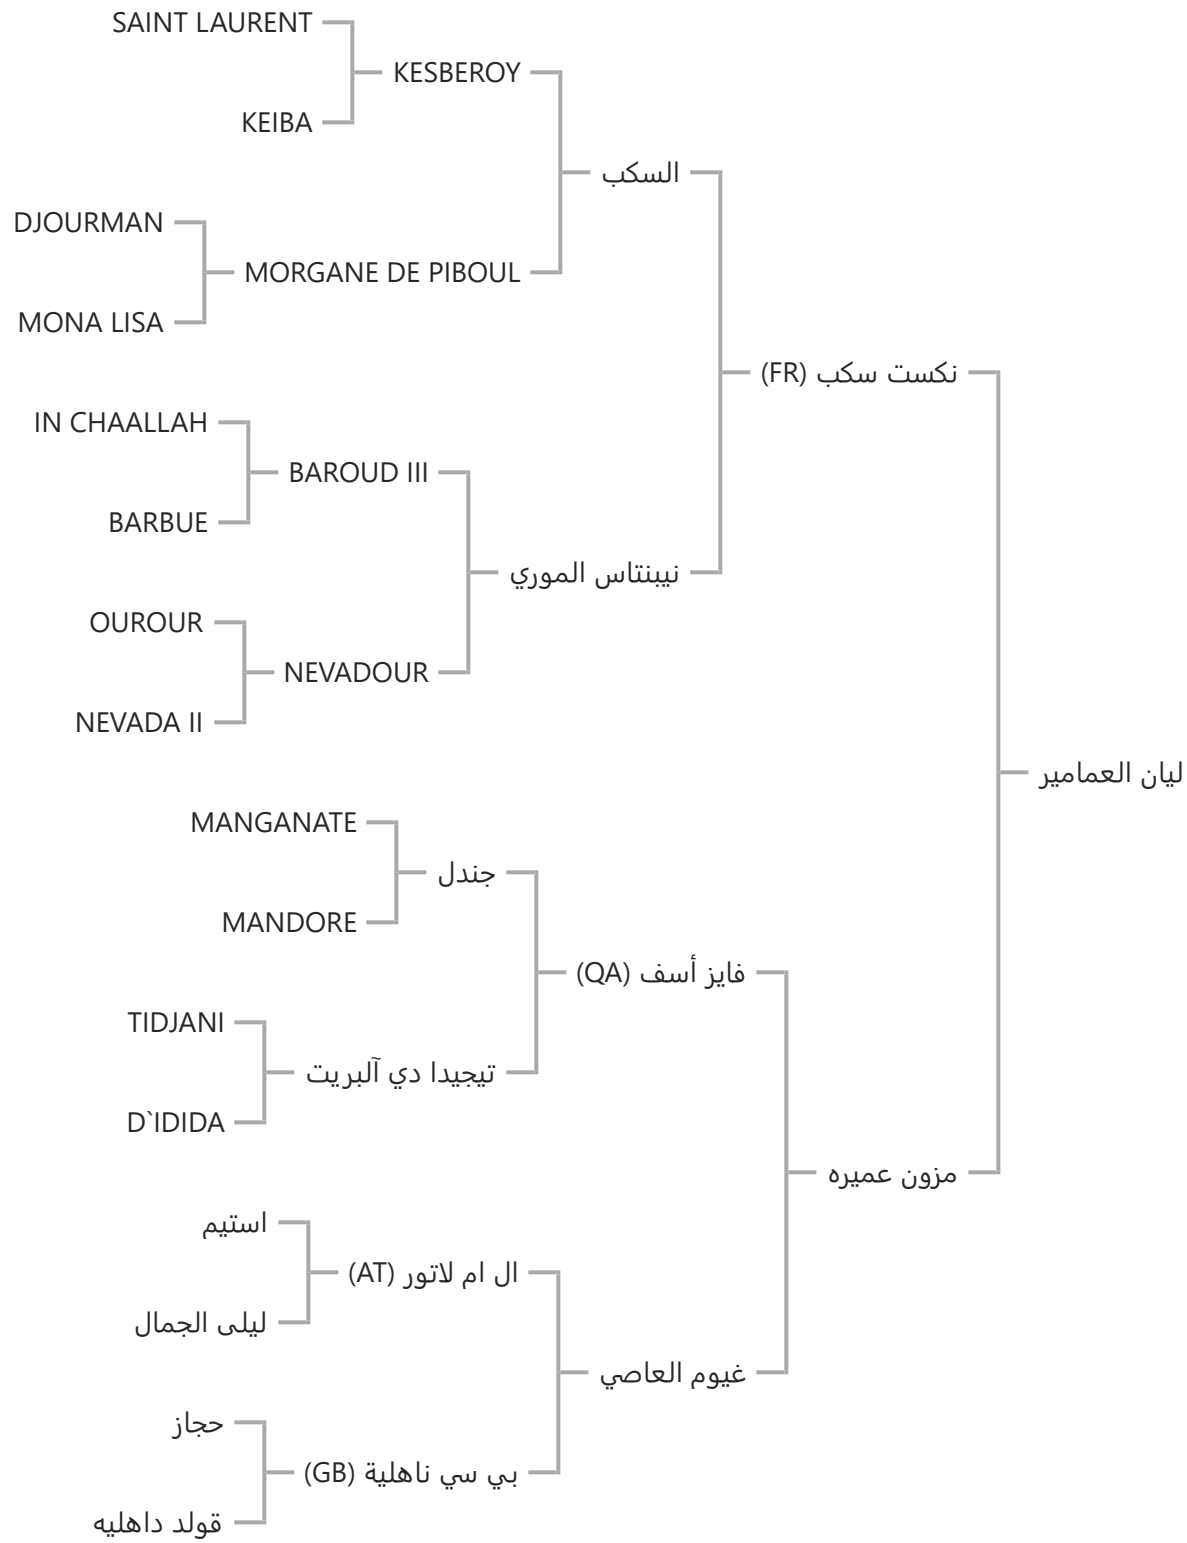 SAINT LAURENT
KESBEROY
KEIBA
السكب
DJOURMAN
MORGANE DE PIBOUL
MONA LISA
نكست سكب (FR)
IN CHAALLAH
BAROUD III
BARBUE
نيبنتاس الموري
OUROUR
NEVADOUR
NEVADA II
ليان العمامير
MANGANATE
جندل
MANDORE
فايز أسف (QA)
TIDJANI
تيجيدا دي آلبريت
D`IDIDA
مزون عميره
استيم
ال ام لاتور (AT)
ليلى الجمال
غيوم العاصي
حجاز
بي سي ناهلية (GB)
قولد داهليه